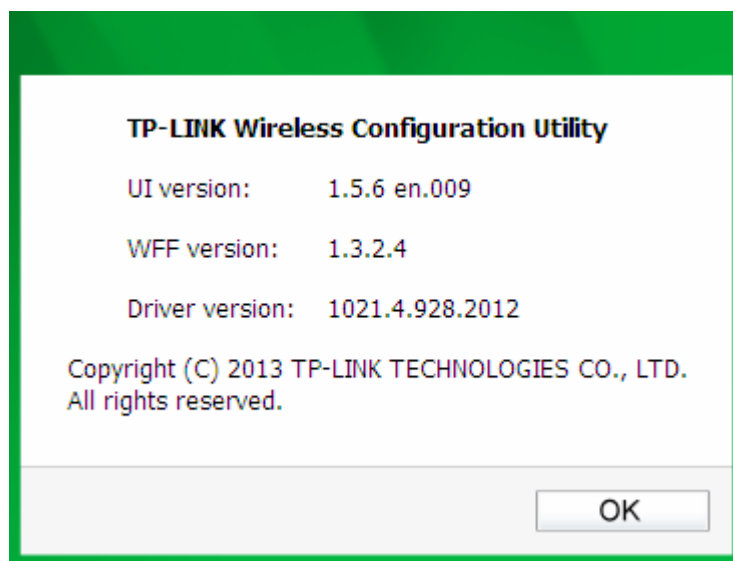 TP-LINK Wireless Configuration Utility
UI version: 1.5.6 en.009
WFF version: 1.3.2.4
Driver version: 1021.4.928.2012
Copyright (C) 2013 TP-LINK TECHNOLOGIES CO., LTD.
All rights reserved.
OK